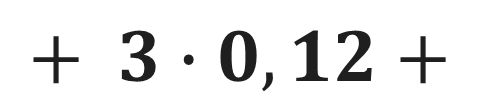 + 3 · 0, 12 +